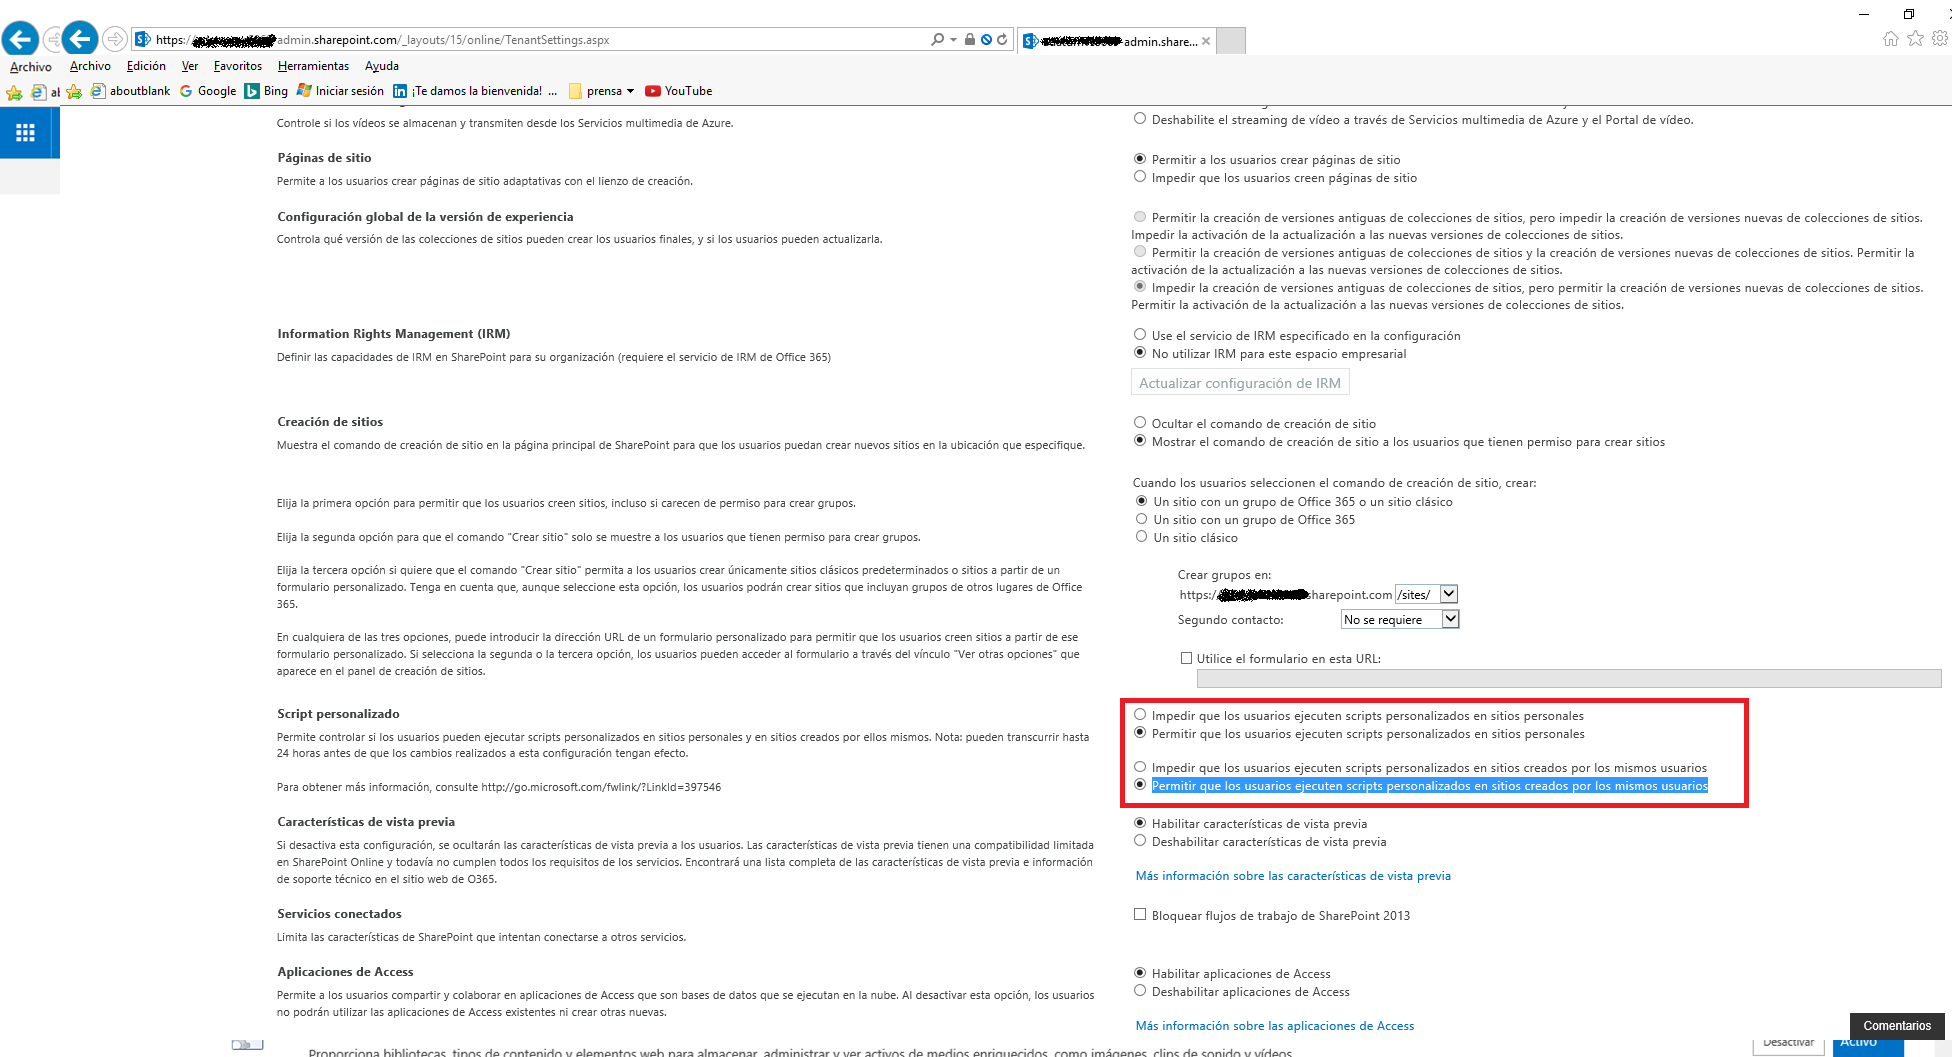 https:/ admin.sharepoint.com/_layouts/15/online/TenantSettings.aspx
admin.share...
Archivo Archivo Edición Ver Favoritos Herramientas Ayuda
aboutblank Google Bing Iniciar sesión ¡Te damos la bienvenida! ... prensa YouTube
Controle si los vídeos se almacenan y transmiten desde los Servicios multimedia de Azure.
Deshabilite el streaming de vídeo a través de Servicios multimedia de Azure y el Portal de vídeo.
Páginas de sitio
Permite a los usuarios crear páginas de sitio adaptativas con el lienzo de creación.
Permitir a los usuarios crear páginas de sitio
Impedir que los usuarios creen páginas de sitio
Configuración global de la versión de experiencia
Controla qué versión de las colecciones de sitios pueden crear los usuarios finales, y si los usuarios pueden actualizarla.
Permitir la creación de versiones antiguas de colecciones de sitios, pero impedir la creación de versiones nuevas de colecciones de sitios.
Impedir la activación de la actualización a las nuevas versiones de colecciones de sitios.
Permitir la creación de versiones antiguas de colecciones de sitios y la creación de versiones nuevas de colecciones de sitios. Permitir la
activación de la actualización a las nuevas versiones de colecciones de sitios.
Impedir la creación de versiones antiguas de colecciones de sitios, pero permitir la creación de versiones nuevas de colecciones de sitios.
Permitir la activación de la actualización a las nuevas versiones de colecciones de sitios.
Information Rights Management (IRM)
Definir las capacidades de IRM en SharePoint para su organización (requiere el servicio de IRM de Office 365)
Use el servicio de IRM especificado en la configuración
No utilizar IRM para este espacio empresarial
Actualizar configuración de IRM
Creación de sitios
Muestra el comando de creación de sitio en la página principal de SharePoint para que los usuarios puedan crear nuevos sitios en la ubicación que especifique.
Ocultar el comando de creación de sitio
Mostrar el comando de creación de sitio a los usuarios que tienen permiso para crear sitios
Elija la primera opción para permitir que los usuarios creen sitios, incluso si carecen de permiso para crear grupos.
Elija la segunda opción para que el comando "Crear sitio" solo se muestre a los usuarios que tienen permiso para crear grupos.
Elija la tercera opción si quiere que el comando "Crear sitio" permita a los usuarios crear únicamente sitios clásicos predeterminados o sitios a partir de un
formulario personalizado. Tenga en cuenta que, aunque seleccione esta opción, los usuarios podrán crear sitios que incluyan grupos de otros lugares de Office
365.
En cualquiera de las tres opciones, puede introducir la dirección URL de un formulario personalizado para permitir que los usuarios creen sitios a partir de ese
formulario personalizado. Si selecciona la segunda o la tercera opción, los usuarios pueden acceder al formulario a través del vínculo "Ver otras opciones" que
aparece en el panel de creación de sitios.
Cuando los usuarios seleccionen el comando de creación de sitio, crear:
Un sitio con un grupo de Office 365 o un sitio clásico
Un sitio con un grupo de Office 365
Un sitio clásico
Crear grupos en:
https:/ sharepoint.com /sites/
Segundo contacto: No se requiere
Utilice el formulario en esta URL:
Script personalizado
Permite controlar si los usuarios pueden ejecutar scripts personalizados en sitios personales y en sitios creados por ellos mismos. Nota: pueden transcurrir hasta
24 horas antes de que los cambios realizados a esta configuración tengan efecto.
Para obtener más información, consulte http://go.microsoft.com/fwlink/?LinkId=397546
Impedir que los usuarios ejecuten scripts personalizados en sitios personales
Permitir que los usuarios ejecuten scripts personalizados en sitios personales
Impedir que los usuarios ejecuten scripts personalizados en sitios creados por los mismos usuarios
Permitir que los usuarios ejecuten scripts personalizados en sitios creados por los mismos usuarios
Características de vista previa
Si desactiva esta configuración, se ocultarán las características de vista previa a los usuarios. Las características de vista previa tienen una compatibilidad limitada
en SharePoint Online y todavía no cumplen todos los requisitos de los servicios. Encontrará una lista completa de las características de vista previa e información
de soporte técnico en el sitio web de O365.
Habilitar características de vista previa
Deshabilitar características de vista previa
Más información sobre las características de vista previa
Servicios conectados
Limita las características de SharePoint que intentan conectarse a otros servicios.
Bloquear flujos de trabajo de SharePoint 2013
Aplicaciones de Access
Permite a los usuarios compartir y colaborar en aplicaciones de Access que son bases de datos que se ejecutan en la nube. Al desactivar esta opción, los usuarios
no podrán utilizar las aplicaciones de Access existentes ni crear otras nuevas.
Habilitar aplicaciones de Access
Deshabilitar aplicaciones de Access
Más información sobre las aplicaciones de Access
Comentarios
Proporciona bibliotecas, tipos de contenido y elementos web para almacenar, administrar y ver activos de medios enriquecidos, como imágenes, clips de sonido y vídeos.
Desactivar Activo